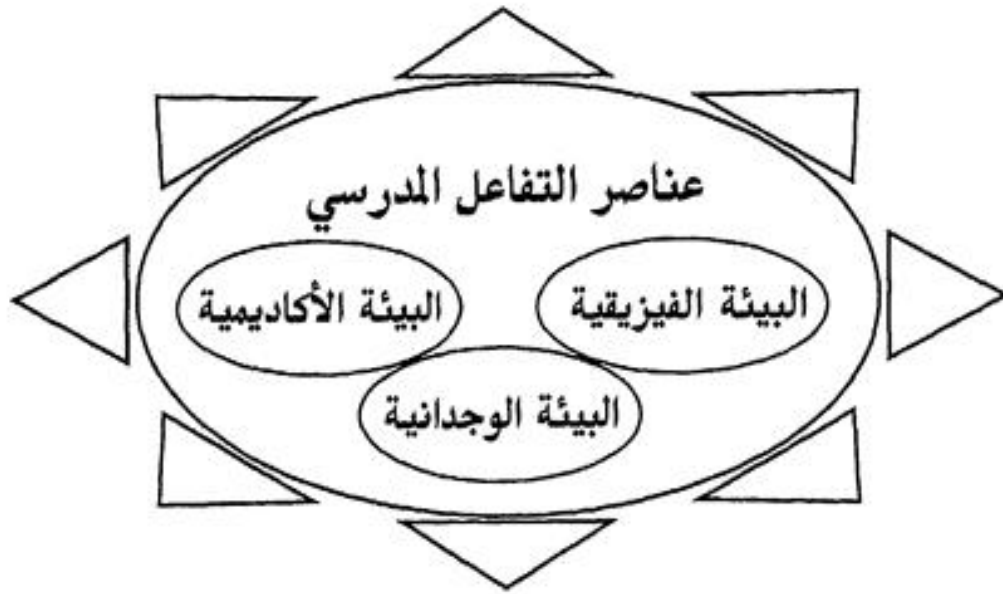 عناصر التفاعل المدرسي
البيئة الفيزيقية
البيئة الأكاديمية
البيئة الوجدانية